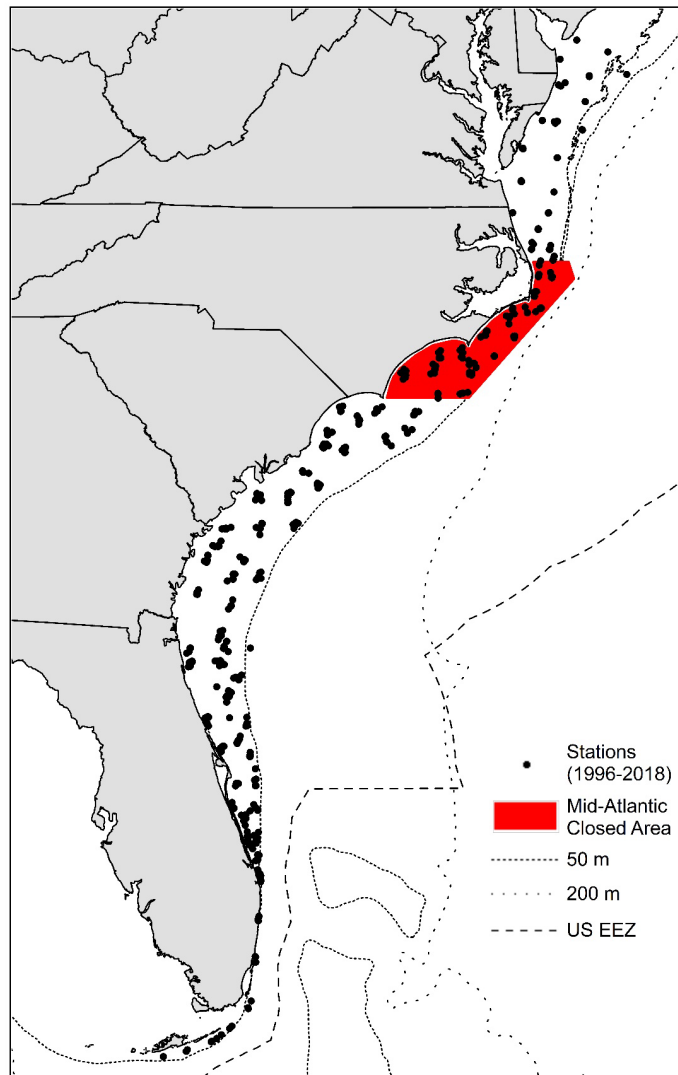 Stations
(1996-2018)
Mid-Atlantic
Closed Area
50 m
200 m
US EEZ